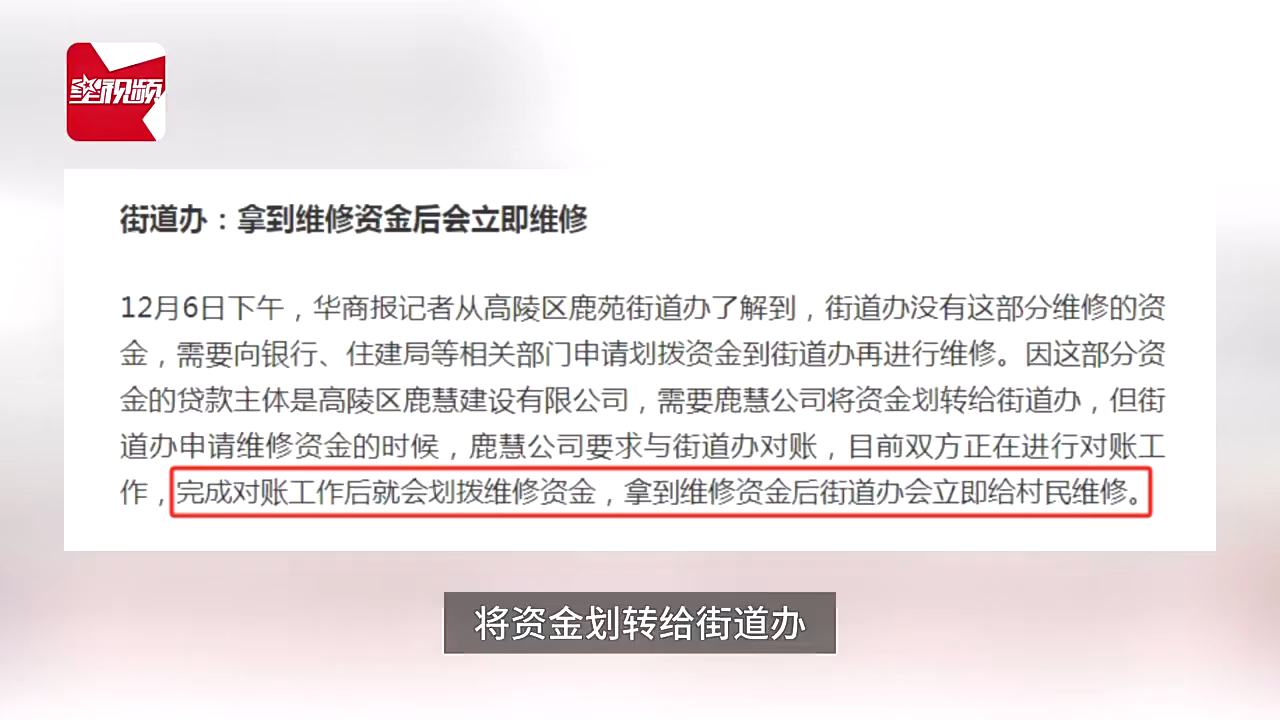 星视频
街道办：拿到维修资金后会立即维修
12月6日下午，华商报记者从高陵区鹿苑街道办了解到，街道办没有这部分维修的资
金，需要向银行、住建局等相关部门申请划拨资金到街道办再进行维修。因这部分资
金的贷款主体是高陵区鹿慧建设有限公司，需要鹿慧公司将资金划转给街道办，但街
道办申请维修资金的时候，鹿慧公司要求与街道办对账，目前双方正在进行对账工
作，完成对账工作后就会划拨维修资金，拿到维修资金后街道办会立即给村民维修。
将资金划转给街道办